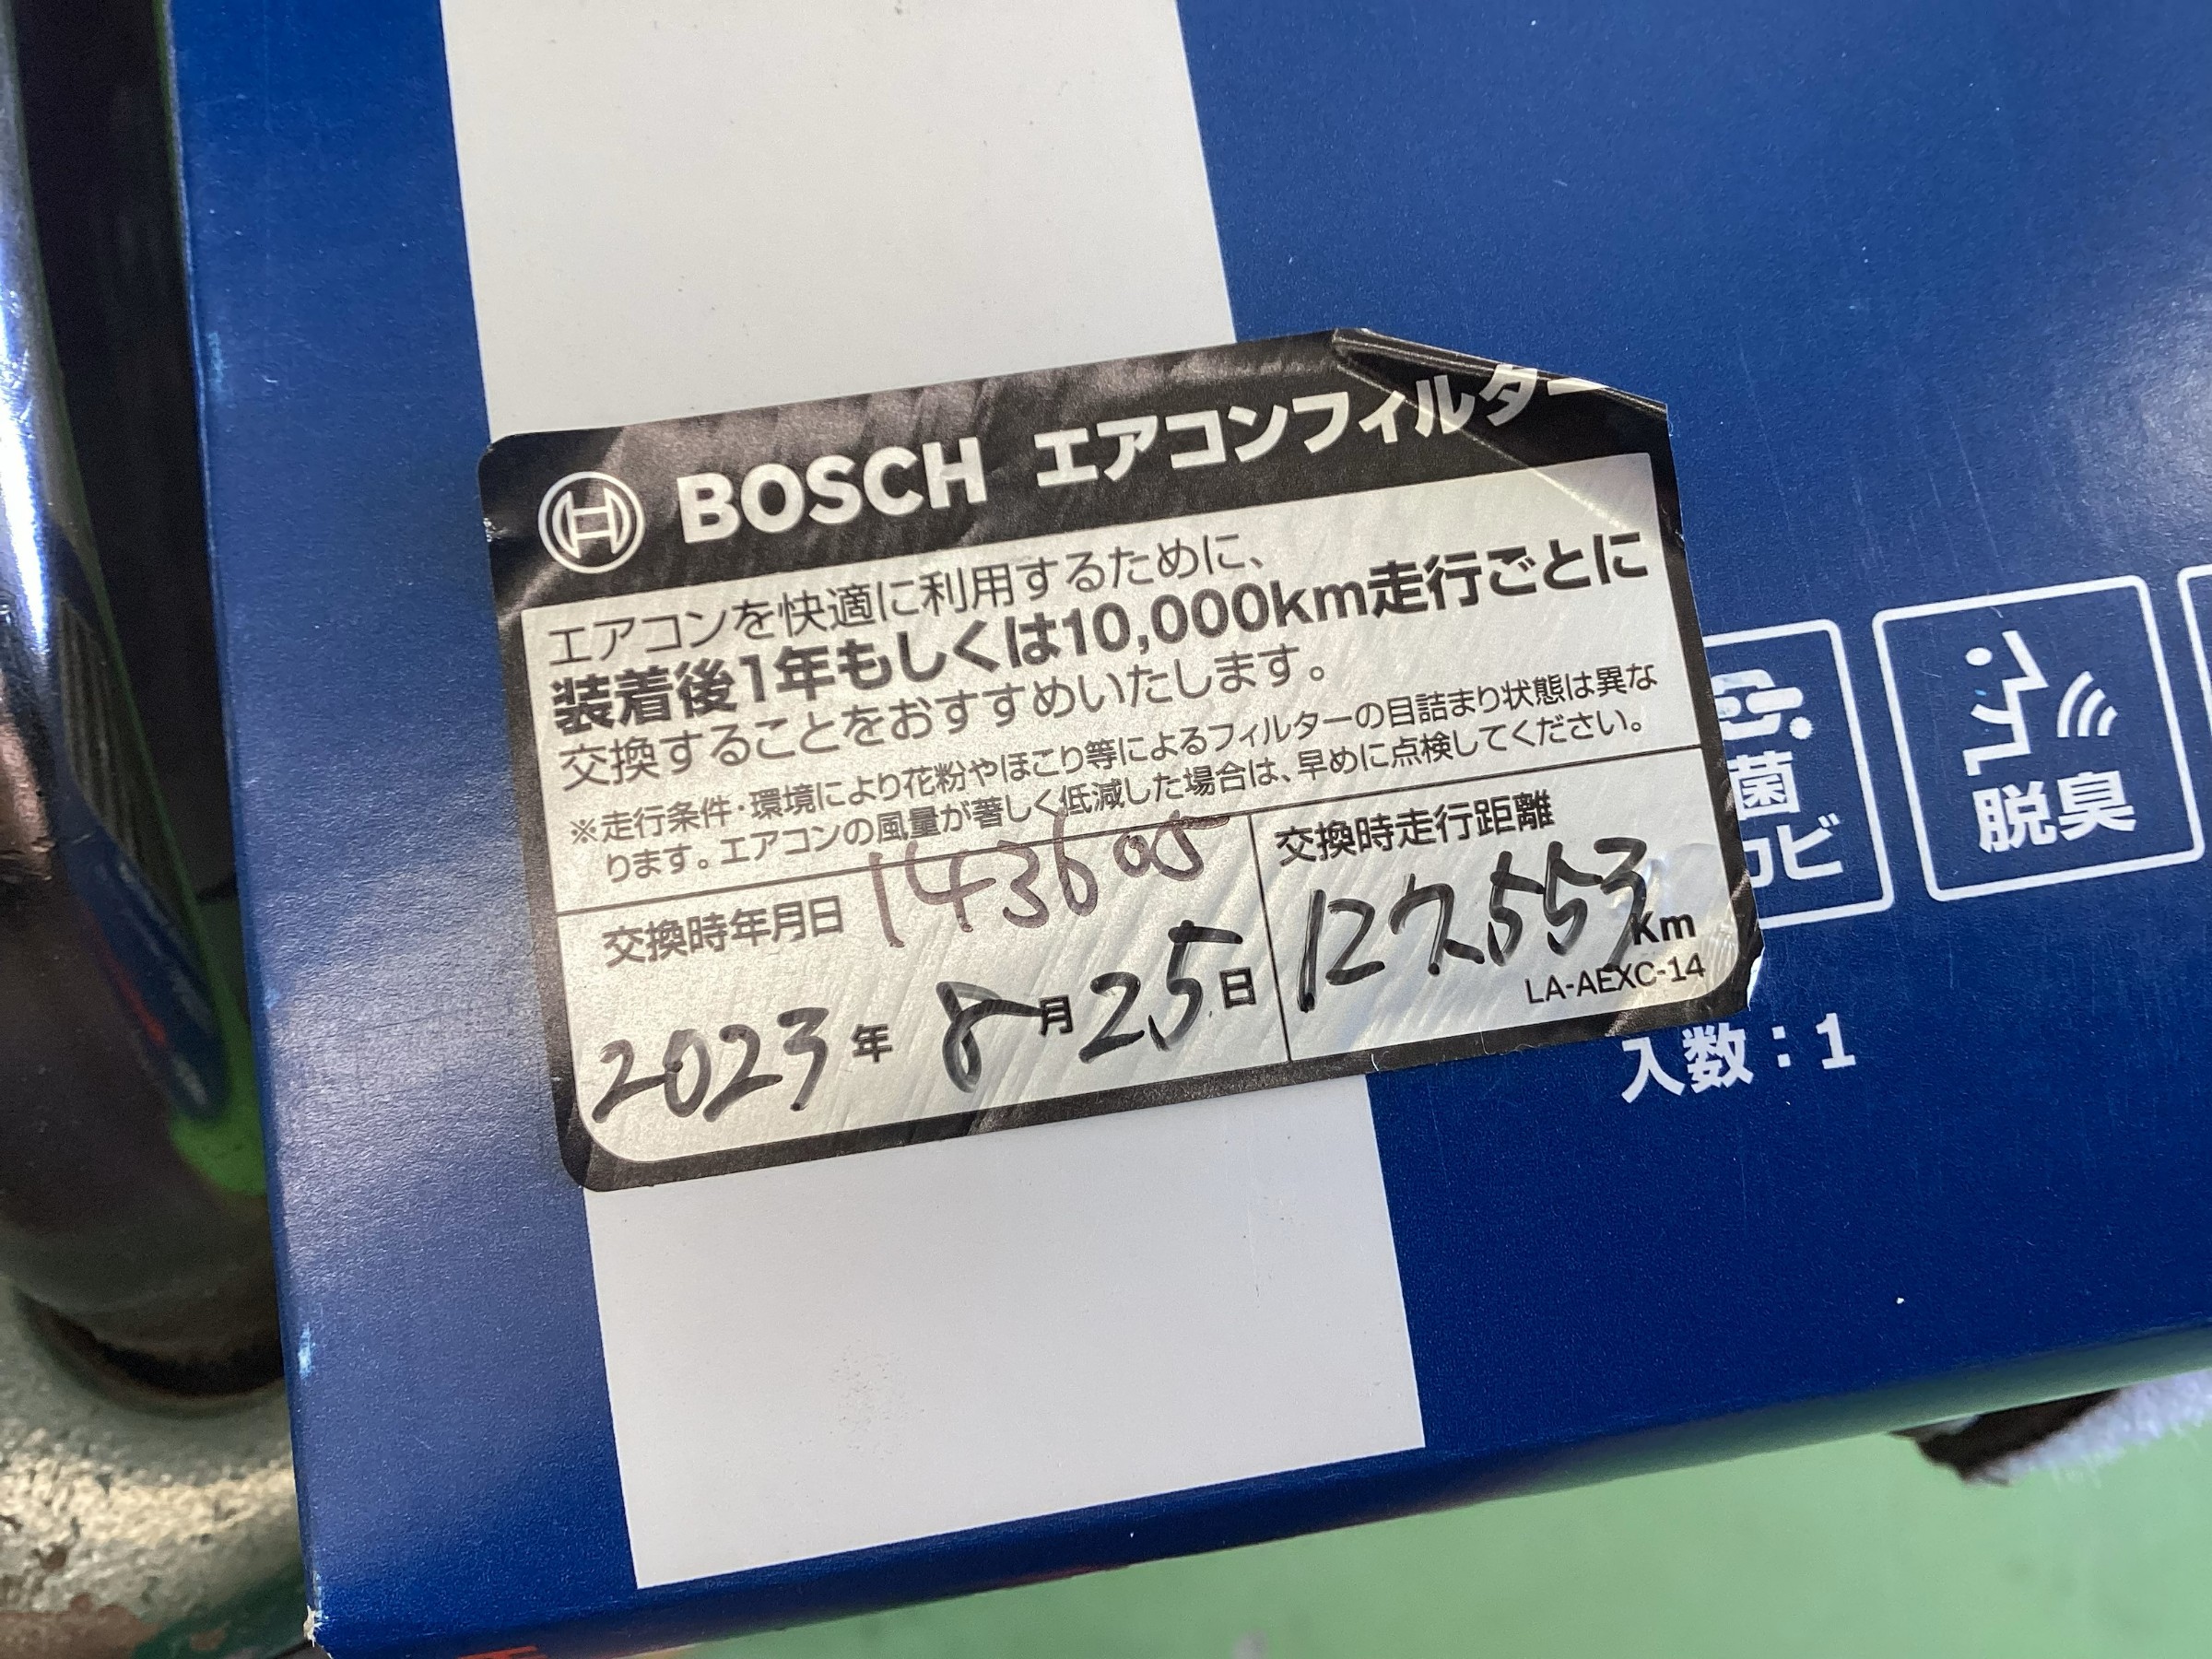 BOSCH エアコンフィルター
エアコンを快適に利用するために、
装着後1年もしくは10,000km走行ごとに
交換することをおすすめいたします。
※走行条件・環境により花粉やほこり等によるフィルターの目詰まり状態は異な
ります。エアコンの風量が著しく低減した場合は、早めに点検してください。
交換時年月日 143605
2023年 8月25日
交換時走行距離
127,553km
LA-AEXC-14
菌
カビ
脱臭
入数：1